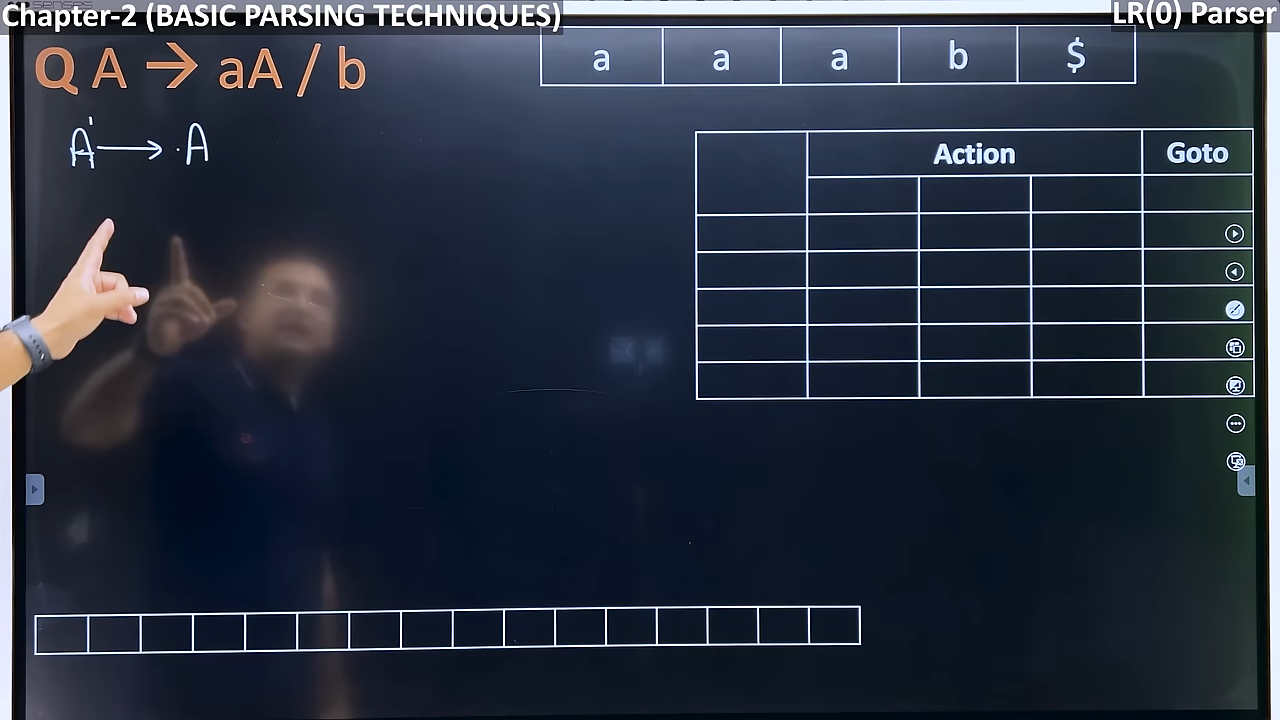 Chapter-2 (BASIC PARSING TECHNIQUES)
LR(0) Parser
Q A → aA / b
a a a b $
A' → .A
Action Goto